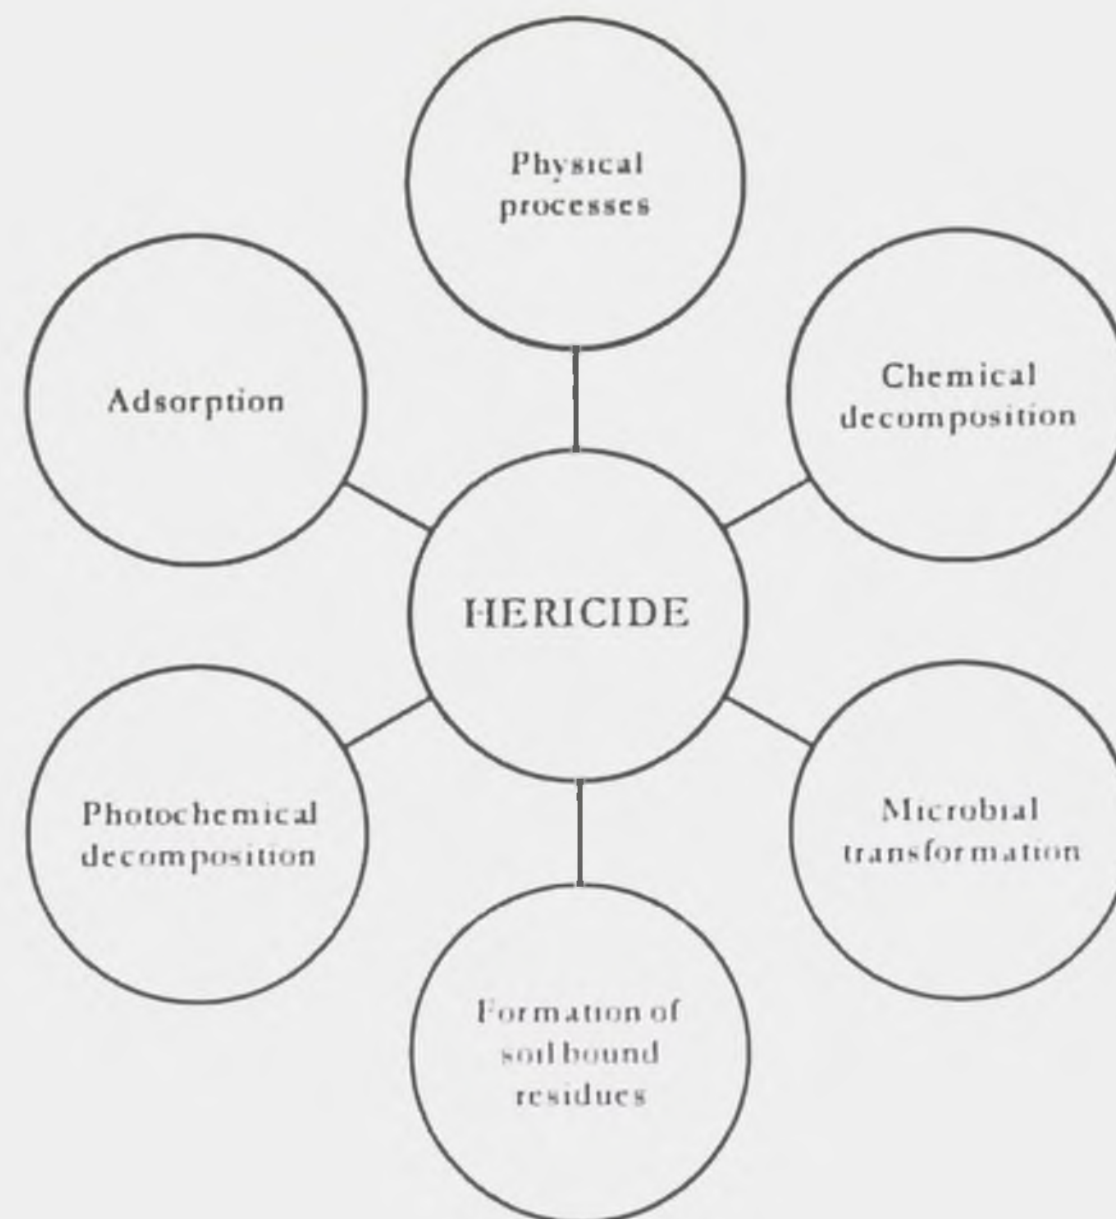 Physical
processes
Adsorption
Chemical
decomposition
HERICIDE
Photochemical
decomposition
Microbial
transformation
Formation of
soil bound
residues